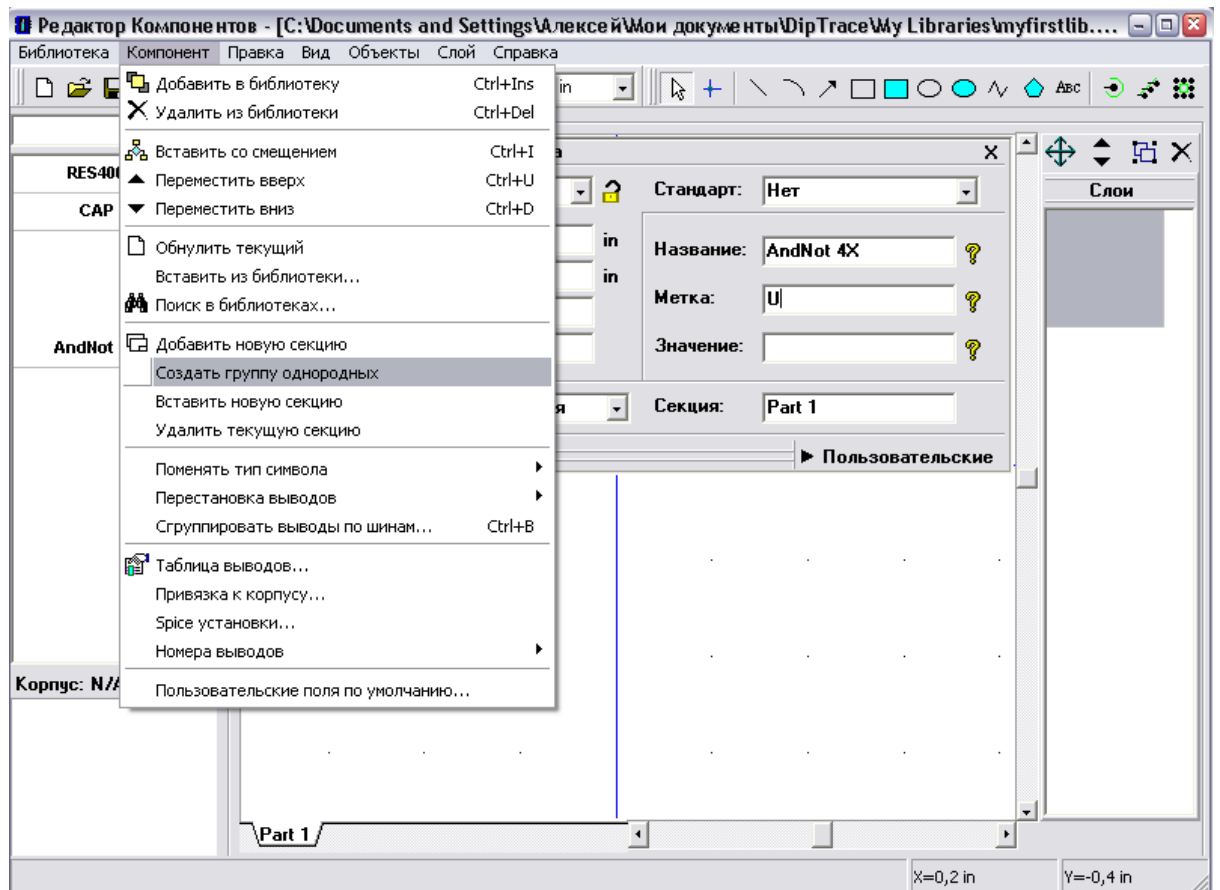 Редактор Компонентов - [C:\Documents and Settings\Алексей\Мои документы\DipTrace\My Libraries\myfirstlib....
Библиотека Компонент Правка Вид Объекты Слой Справка
in
ABC
Добавить в библиотеку Ctrl+Ins
Удалить из библиотеки Ctrl+Del
Вставить со смещением Ctrl+I
Переместить вверх Ctrl+U
Переместить вниз Ctrl+D
Обнулить текущий
Вставить из библиотеки...
Поиск в библиотеках...
Добавить новую секцию
Создать группу однородных
Вставить новую секцию
Удалить текущую секцию
Поменять тип символа
Перестановка выводов
Сгруппировать выводы по шинам... Ctrl+B
Таблица выводов...
Привязка к корпусу...
Spice установки...
Номера выводов
Пользовательские поля по умолчанию...
RES400
CAP
AndNot
Корпус: N/A
а
Стандарт: Нет
in
in
Название: AndNot 4X
Метка: U
Значение:
я
Секция: Part 1
Пользовательские
Слои
Part 1
X=0,2 in
Y=-0,4 in